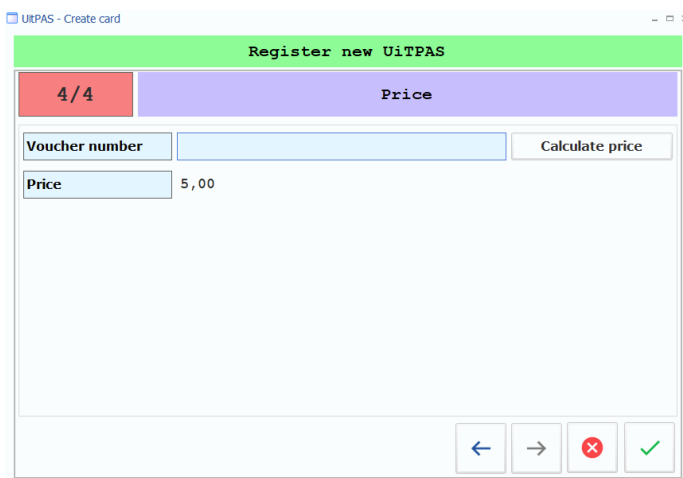 UitPAS - Create card
Register new UiTPAS
4/4
Price
Voucher number
Calculate price
Price
5,00